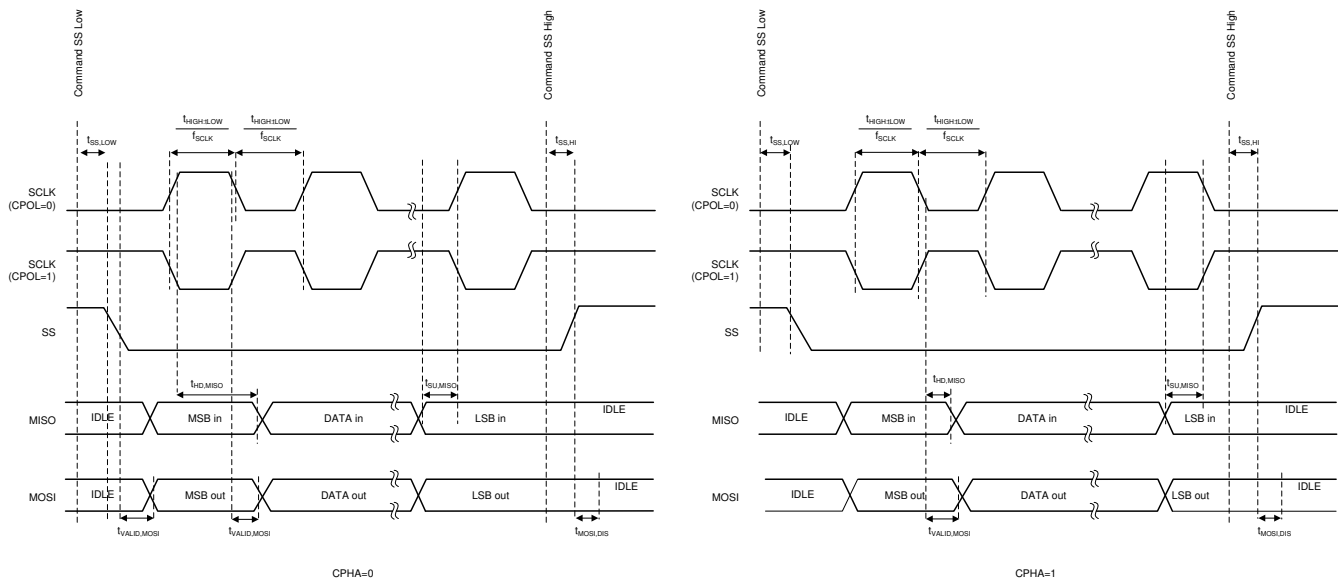 Command SS Low
Command SS High
tHIGH:tLOW
fSCLK
tHIGH:tLOW
fSCLK
tSS,LOW
tSS,HI
SCLK
(CPOL=0)
SCLK
(CPOL=1)
SS
tHD,MISO
tSU,MISO
MISO
IDLE
MSB in
DATA in
LSB in
IDLE
MOSI
IDLE
MSB out
DATA out
LSB out
IDLE
tVALID,MOSI
tVALID,MOSI
tMOSI,DIS
CPHA=0
Command SS Low
Command SS High
tHIGH:tLOW
fSCLK
tHIGH:tLOW
fSCLK
tSS,LOW
tSS,HI
SCLK
(CPOL=0)
SCLK
(CPOL=1)
SS
tHD,MISO
tSU,MISO
MISO
IDLE
MSB in
DATA in
LSB in
IDLE
MOSI
IDLE
MSB out
DATA out
LSB out
IDLE
tVALID,MOSI
tMOSI,DIS
CPHA=1